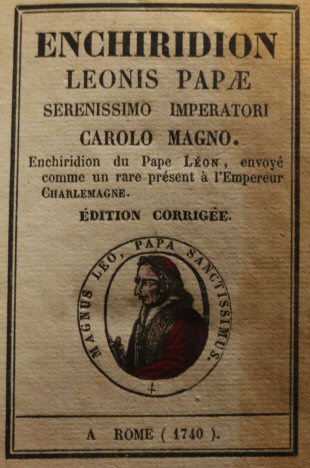 ENCHIRIDION
LEONIS PAPÆ
SERENISSIMO IMPERATORI
CAROLO MAGNO.
Enchiridion du Pape LÉON, envoyé
comme un rare présent à l'Empereur
CHARLEMAGNE.
ÉDITION CORRIGÉE.
MAGNUS LEO, PAPA SANCTISSIMUS.
A ROME ( 1740 ).